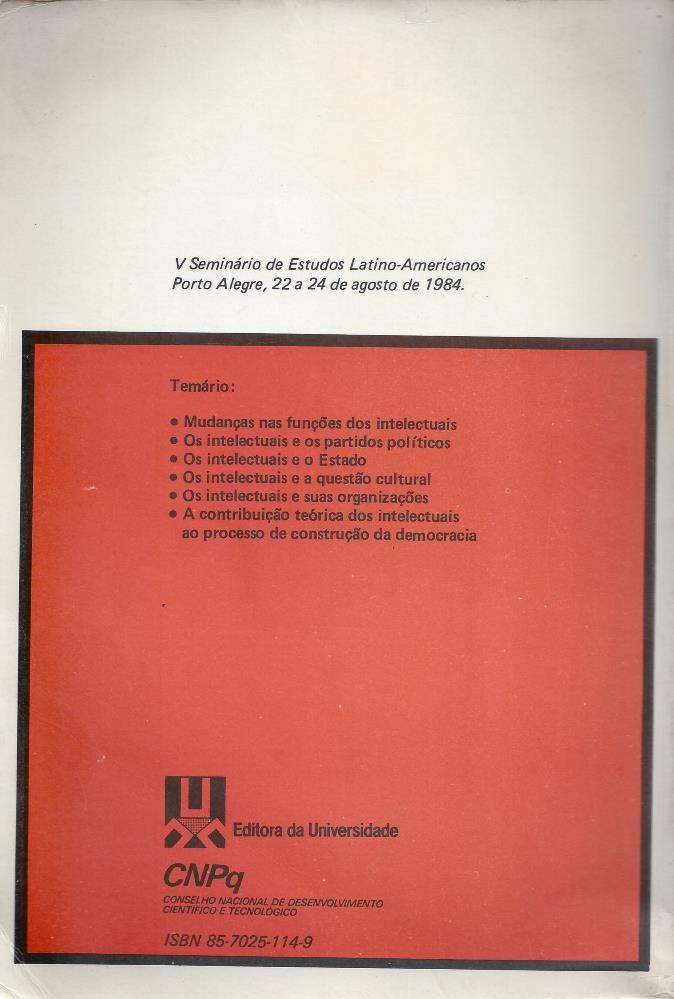 V Seminário de Estudos Latino-Americanos
Porto Alegre, 22 a 24 de agosto de 1984.
Temário:
• Mudanças nas funções dos intelectuais
• Os intelectuais e os partidos políticos
• Os intelectuais e o Estado
• Os intelectuais e a questão cultural
• Os intelectuais e suas organizações
• A contribuição teórica dos intelectuais
ao processo de construção da democracia
Editora da Universidade
CNPq
CONSELHO NACIONAL DE DESENVOLVIMENTO
CIENTÍFICO E TECNOLÓGICO
ISBN 85-7025-114-9